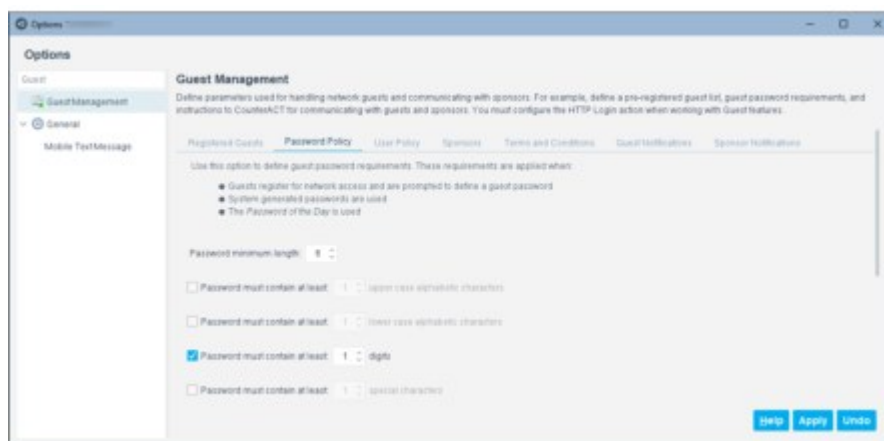 Options
Options
Guest
Guest Management
General
Mobile Text Message
Guest Management
Define parameters used for handling network guests and communicating with sponsors. For example, define a pre-registered guest list, guest password requirements, and
instructions to CounterACT for communicating with guests and sponsors. You must configure the HTTP Login action when working with Guest features.
Registered Guests Password Policy User Policy Sponsors Terms and Conditions Guest Notifications Sponsor Notifications
Use this option to define guest password requirements. These requirements are applied when:
Guests register for network access and are prompted to define a guest password
System generated passwords are used
The Password of the Day is used
Password minimum length:
Password must contain at least 1 upper case alphabetic characters
Password must contain at least 1 lower case alphabetic characters
Password must contain at least 1 digits
Password must contain at least 1 special characters
Help Apply Undo